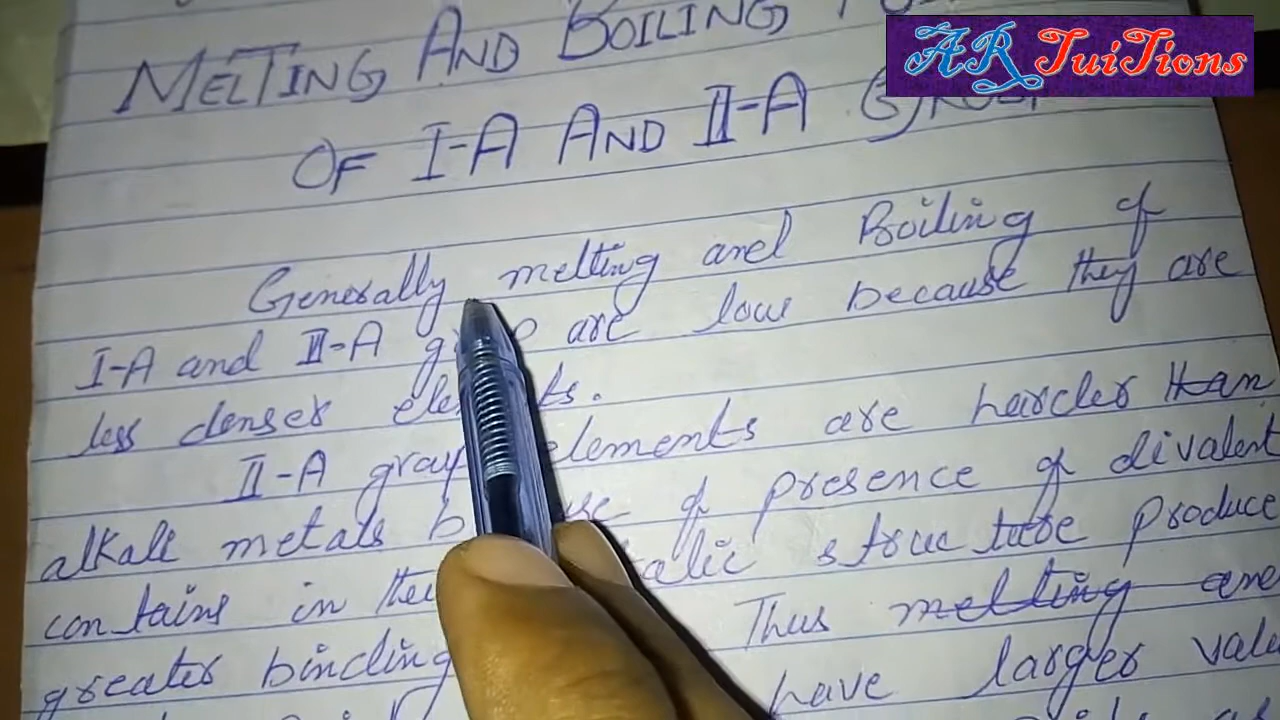 AR TuiTions
MELTING AND BOILING
OF I-A AND II-A
Generally melting and Boiling of
I-A and II-A are low because they are
less denser
II-A elements are harder than
alkali metals of presence of divalent
contains in structure produce
greater binding Thus melting and
have larger